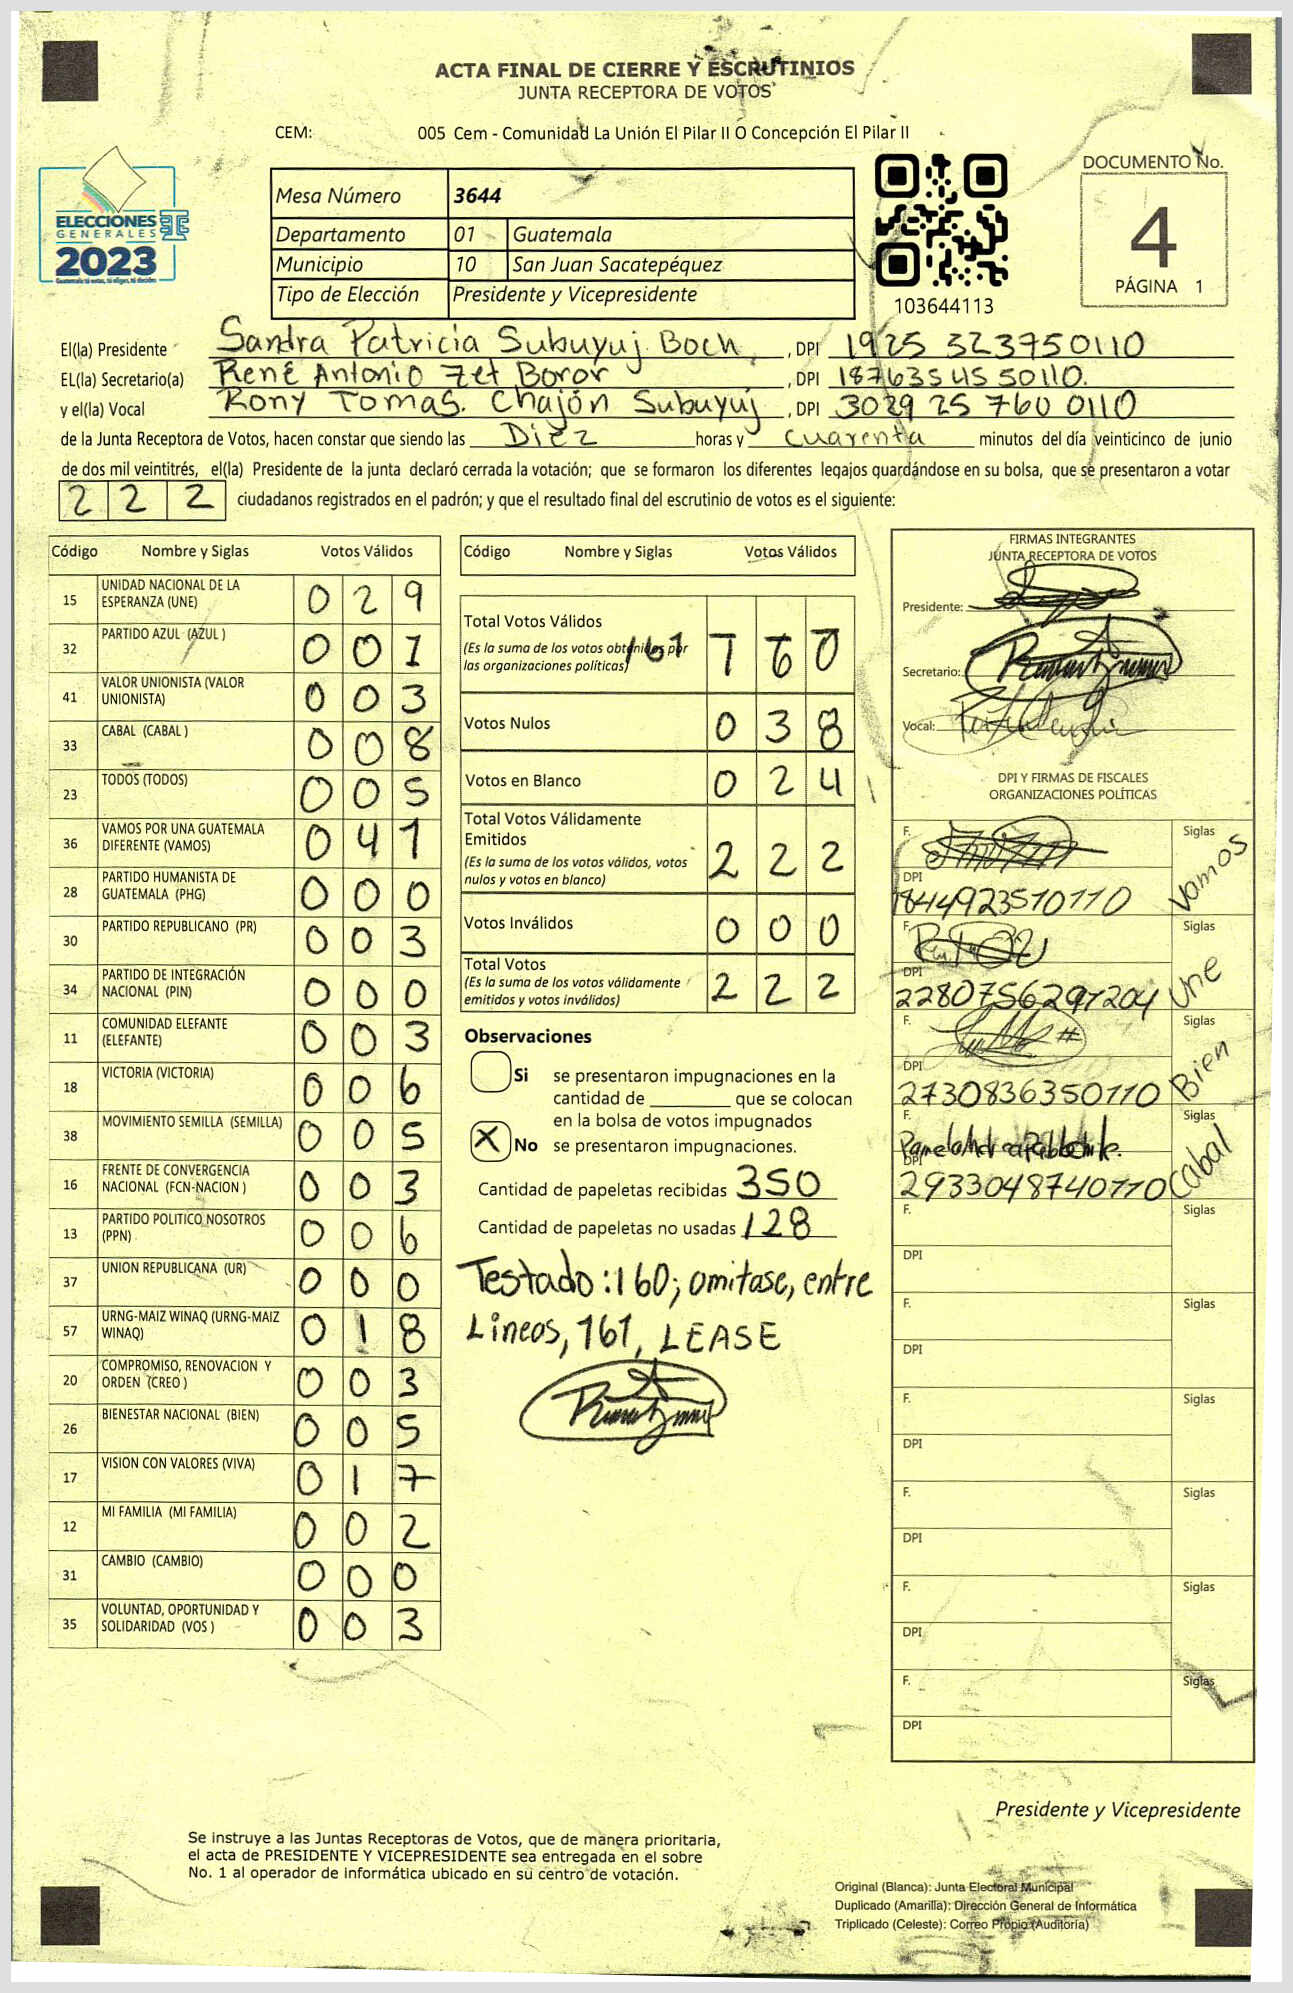 ACTA FINAL DE CIERRE Y ESCRUTINIOS
JUNTA RECEPTORA DE VOTOS
CEM: 005 Cem - Comunidad La Unión El Pilar II O Concepción El Pilar II
ELECCIONES
GENERALES
2023
Mesa Número 3644
Departamento 01 Guatemala
Municipio 10 San Juan Sacatepéquez
Tipo de Elección Presidente y Vicepresidente
103644113
DOCUMENTO No.
4
PÁGINA 1
El(la) Presidente Sandra Patricia Subuyuj Boch, DPI 1925 323750110
EL(la) Secretario(a) René Antonio Zet Boror, DPI 187635 45 50110.
y el(la) Vocal Rony Tomas. Chajón Subuyuj, DPI 3029 25 760 0110
de la Junta Receptora de Votos, hacen constar que siendo las Diez horas y cuarenta minutos del día veinticinco de junio
de dos mil veintitrés, el(la) Presidente de la junta declaró cerrada la votación; que se formaron los diferentes legajos guardándose en su bolsa, que se presentaron a votar
2 2 2 ciudadanos registrados en el padrón; y que el resultado final del escrutinio de votos es el siguiente:
Código Nombre y Siglas Votos Válidos
15 UNIDAD NACIONAL DE LA
ESPERANZA (UNE) 0 2 9
32 PARTIDO AZUL (AZUL ) 0 0 1
41 VALOR UNIONISTA (VALOR
UNIONISTA) 0 0 3
33 CABAL (CABAL ) 0 0 8
23 TODOS (TODOS) 0 0 5
36 VAMOS POR UNA GUATEMALA
DIFERENTE (VAMOS) 0 4 1
28 PARTIDO HUMANISTA DE
GUATEMALA (PHG) 0 0 0
30 PARTIDO REPUBLICANO (PR) 0 0 3
34 PARTIDO DE INTEGRACIÓN
NACIONAL (PIN) 0 0 0
11 COMUNIDAD ELEFANTE
(ELEFANTE) 0 0 3
18 VICTORIA (VICTORIA) 0 0 6
38 MOVIMIENTO SEMILLA (SEMILLA) 0 0 5
16 FRENTE DE CONVERGENCIA
NACIONAL (FCN-NACION ) 0 0 3
13 PARTIDO POLITICO NOSOTROS
(PPN) 0 0 6
37 UNION REPUBLICANA (UR) 0 0 0
57 URNG-MAIZ WINAQ (URNG-MAIZ
WINAQ) 0 1 8
20 COMPROMISO, RENOVACION Y
ORDEN (CREO ) 0 0 3
26 BIENESTAR NACIONAL (BIEN) 0 0 5
17 VISION CON VALORES (VIVA) 0 1 7
12 MI FAMILIA (MI FAMILIA) 0 0 2
31 CAMBIO (CAMBIO) 0 0 0
35 VOLUNTAD, OPORTUNIDAD Y
SOLIDARIDAD (VOS ) 0 0 3
Código Nombre y Siglas Votos Válidos
Total Votos Válidos
(Es la suma de los votos obtenidos por
las organizaciones políticas) 161 1 6 0
Votos Nulos 0 3 8
Votos en Blanco 0 2 4
Total Votos Válidamente
Emitidos
(Es la suma de los votos válidos, votos
nulos y votos en blanco) 2 2 2
Votos Inválidos 0 0 0
Total Votos
(Es la suma de los votos válidamente
emitidos y votos inválidos) 2 2 2
Observaciones
Si se presentaron impugnaciones en la
cantidad de ________ que se colocan
en la bolsa de votos impugnados
X No se presentaron impugnaciones.
Cantidad de papeletas recibidas 350
Cantidad de papeletas no usadas 128
Testado: 160; omitase, entre
Lineas, 161, LEASE
FIRMAS INTEGRANTES
JUNTA RECEPTORA DE VOTOS
Presidente:
Secretario:
Vocal:
DPI Y FIRMAS DE FISCALES
ORGANIZACIONES POLÍTICAS
F. Siglas Vamos
DPI
1844923510110
F. Siglas Une
DPI
2280756291204
F. Siglas Bien
DPI
2730836350110
F. Siglas Cabal
DPI
2933048740110
F. Siglas
DPI
F. Siglas
DPI
F. Siglas
DPI
F. Siglas
DPI
F. Siglas
DPI
F. Siglas
DPI
Presidente y Vicepresidente
Se instruye a las Juntas Receptoras de Votos, que de manera prioritaria,
el acta de PRESIDENTE Y VICEPRESIDENTE sea entregada en el sobre
No. 1 al operador de informática ubicado en su centro de votación.
Original (Blanca): Junta Electoral Municipal
Duplicado (Amarilla): Dirección General de Informática
Triplicado (Celeste): Correo Propio (Auditoría)